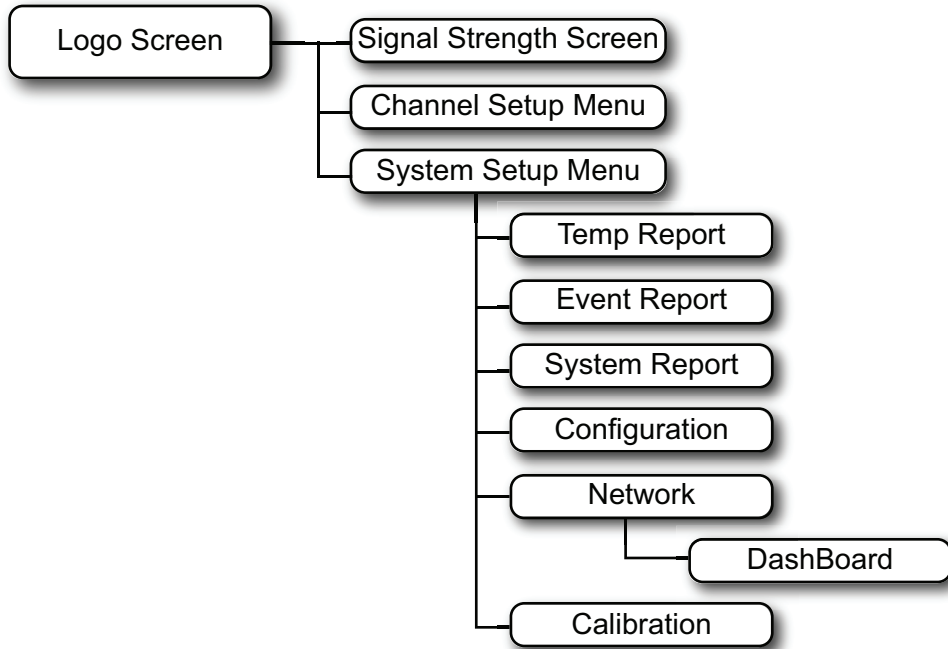 Logo Screen
Signal Strength Screen
Channel Setup Menu
System Setup Menu
Temp Report
Event Report
System Report
Configuration
Network
DashBoard
Calibration